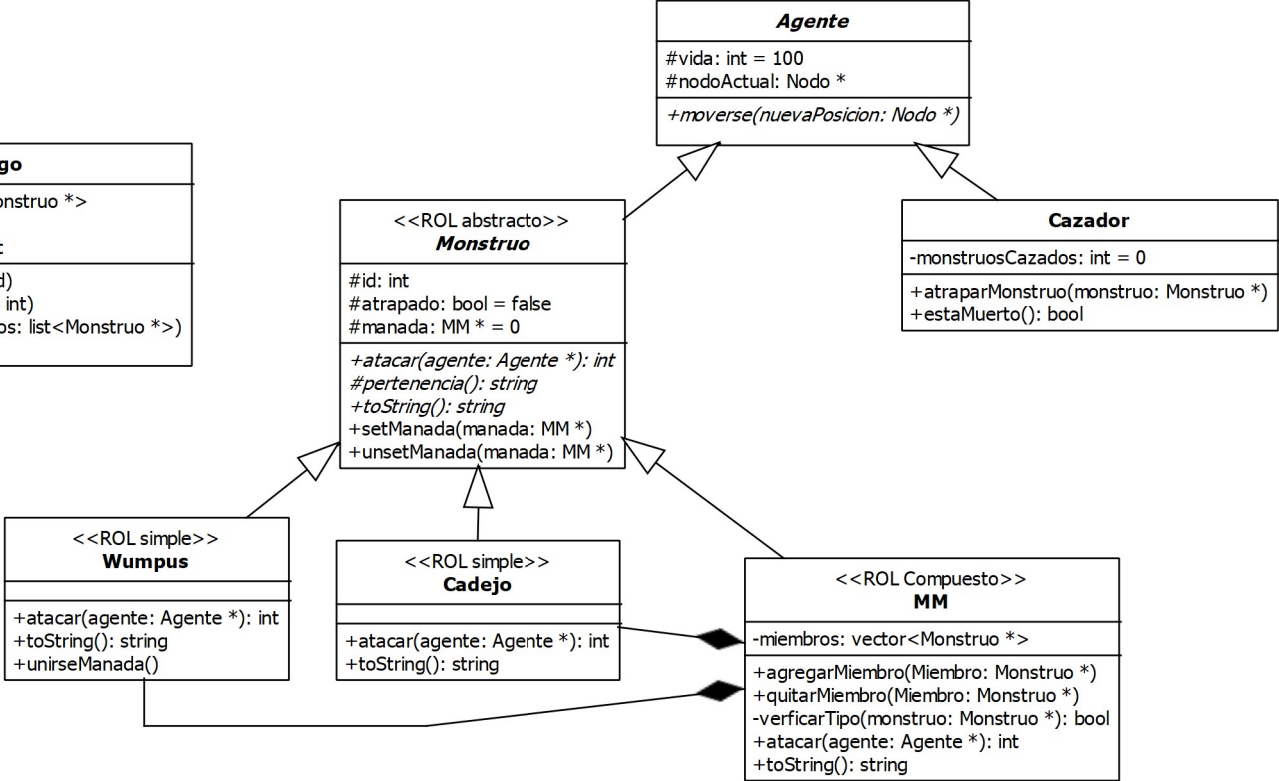 Agente
#vida: int = 100
#nodoActual: Nodo *
+moverse(nuevaPosicion: Nodo *)
go
onstruo *>
t
d)
int)
os: list<Monstruo *>)
<<ROL abstracto>>
Monstruo
#id: int
#atrapado: bool = false
#manada: MM * = 0
+atacar(agente: Agente *): int
#pertenencia(): string
+toString(): string
+setManada(manada: MM *)
+unsetManada(manada: MM *)
Cazador
-monstruosCazados: int = 0
+atraparMonstruo(monstruo: Monstruo *)
+estaMuerto(): bool
<<ROL simple>>
Wumpus
+atacar(agente: Agente *): int
+toString(): string
+unirseManada()
<<ROL simple>>
Cadejo
+atacar(agente: Agente *): int
+toString(): string
<<ROL Compuesto>>
MM
-miembros: vector<Monstruo *>
+agregarMiembro(Miembro: Monstruo *)
+quitarMiembro(Miembro: Monstruo *)
-verficarTipo(monstruo: Monstruo *): bool
+atacar(agente: Agente *): int
+toString(): string